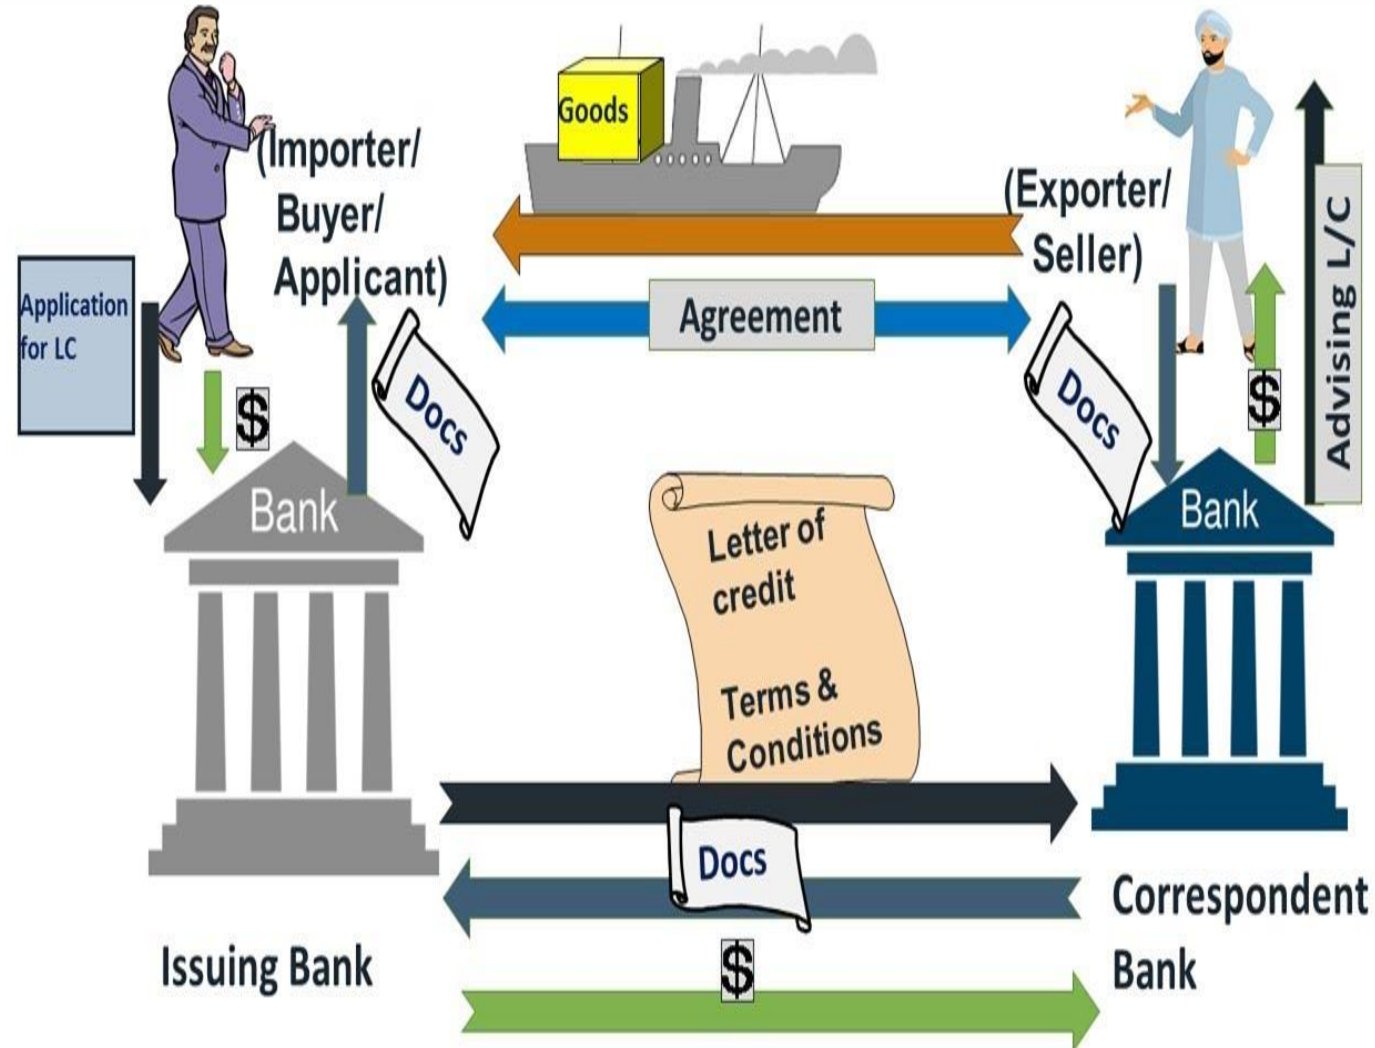 Goods
(Importer/
Buyer/
Applicant)
(Exporter/
Seller)
Application
for LC
Agreement
Advising L/C
$
$
Docs
Docs
Bank
Bank
Letter of
credit
Terms &
Conditions
Docs
$
Issuing Bank
Correspondent
Bank